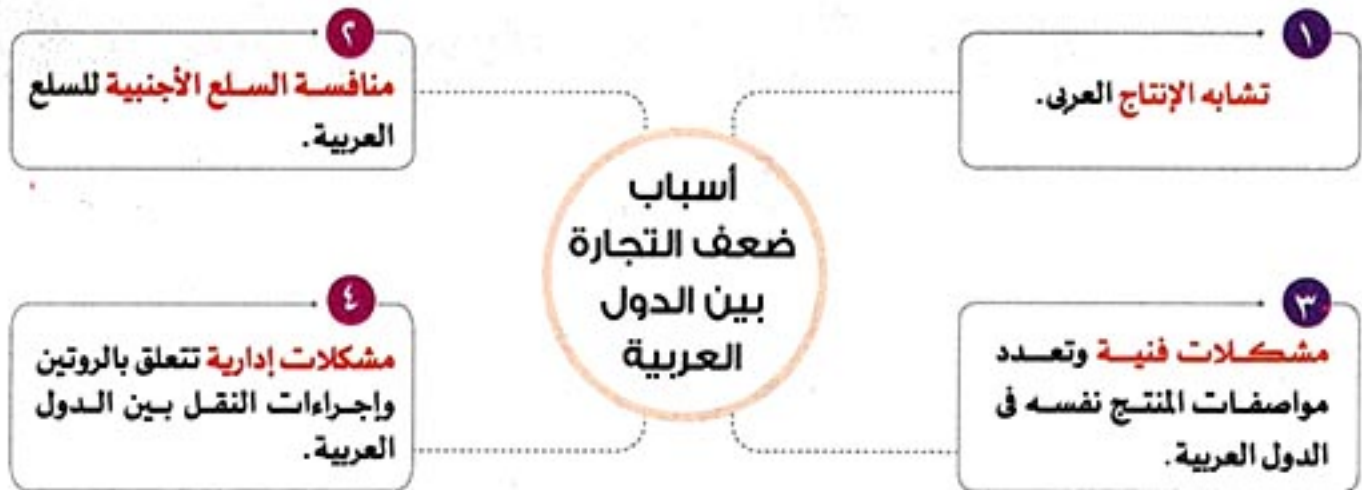 أسباب
ضعف التجارة
بين الدول
العربية
١
تشابه الإنتاج العربى.
٢
منافسة السلع الأجنبية للسلع
العربية.
٣
مشكلات فنية وتعدد
مواصفات المنتج نفسه فى
الدول العربية.
٤
مشكلات إدارية تتعلق بالروتين
وإجراءات النقل بين الدول
العربية.